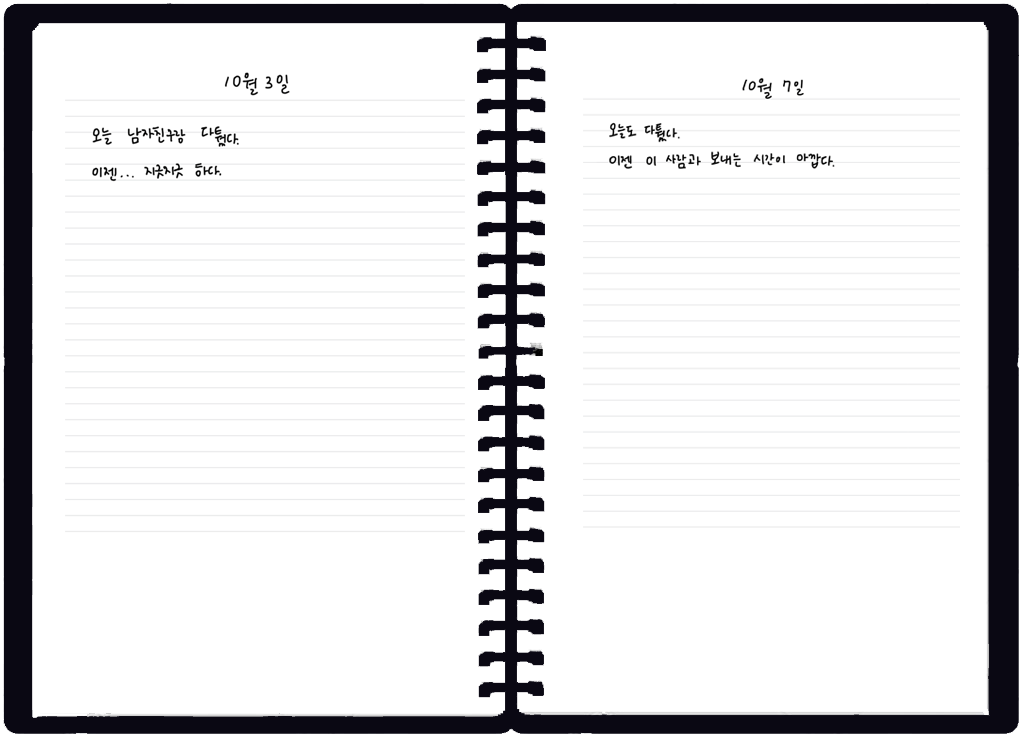 10월 3일
오늘 남자친구랑 다퉜다.
이젠... 지긋지긋 하다.
10월 7일
오늘도 다퉜다.
이젠 이 사람과 보내는 시간이 아깝다.